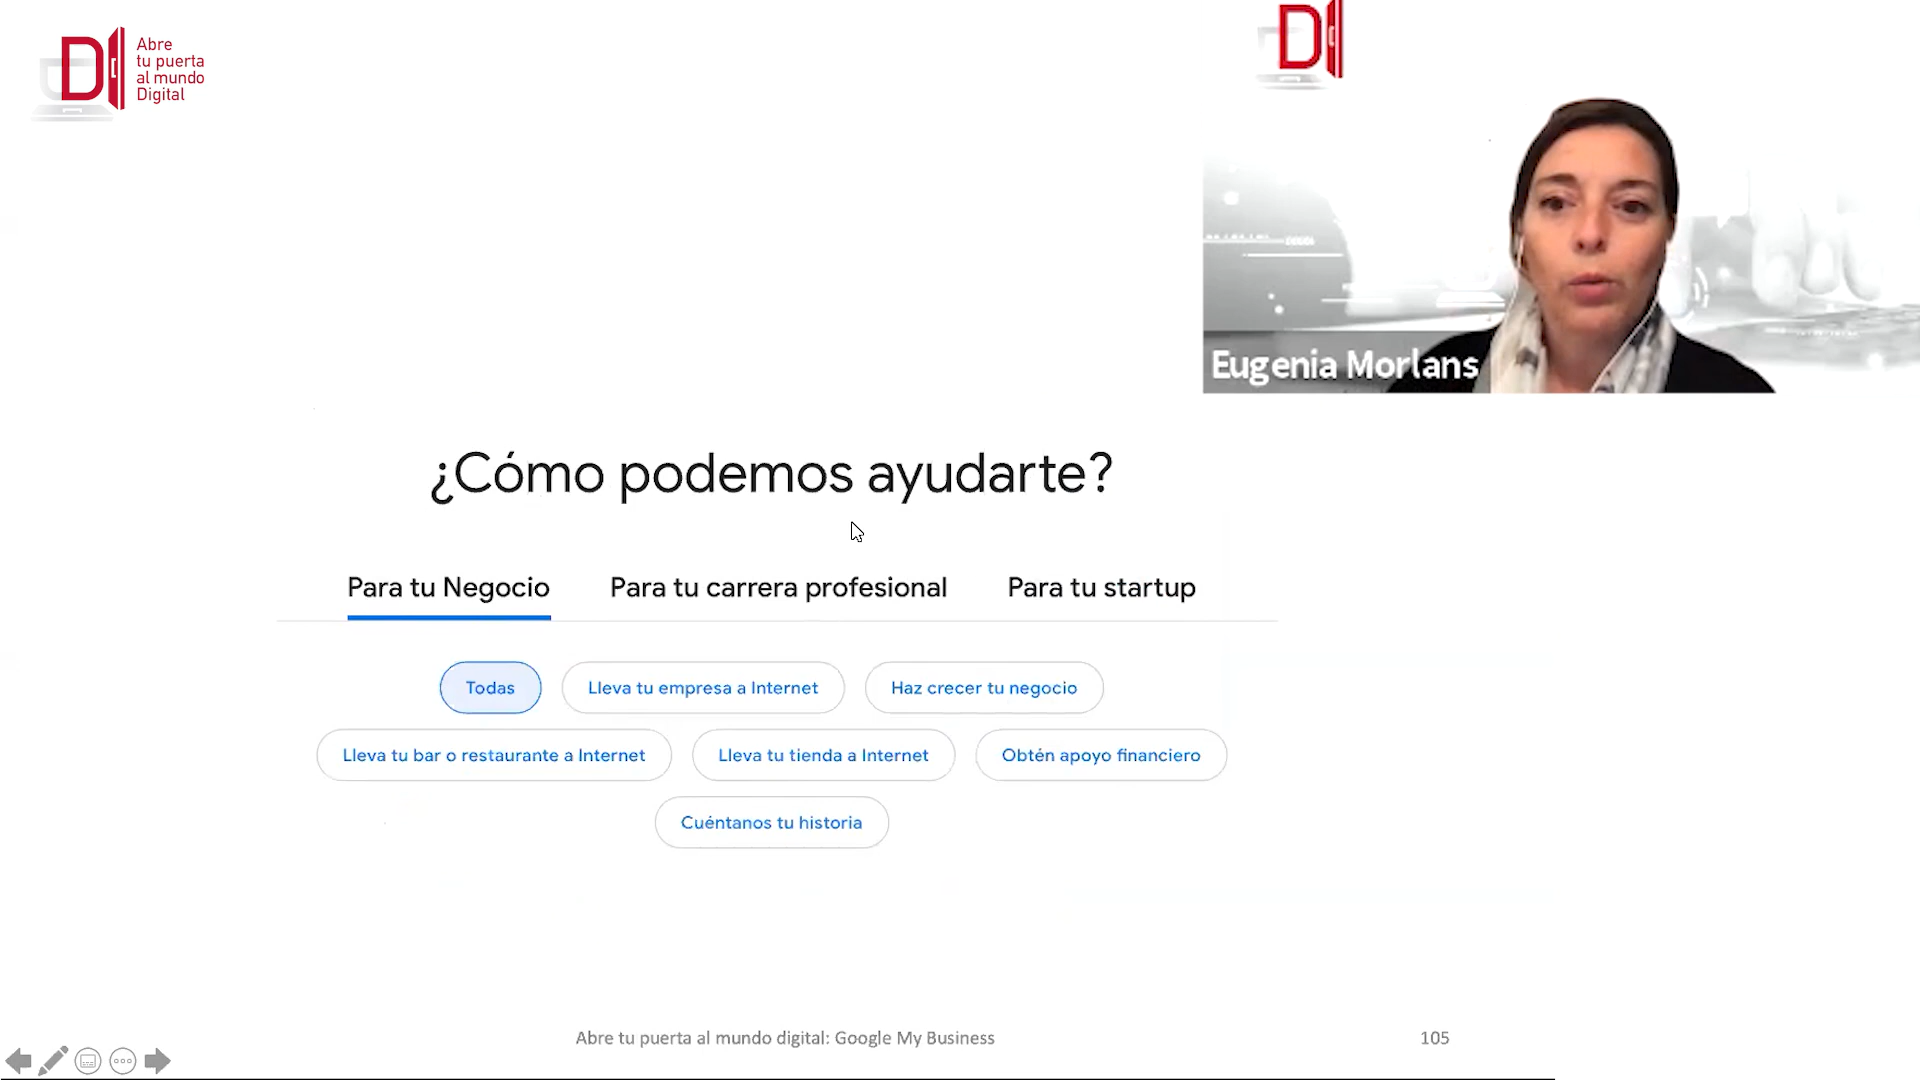 Abre
tu puerta
al mundo
Digital
Eugenia Morlans
¿Cómo podemos ayudarte?
Para tu Negocio
Para tu carrera profesional
Para tu startup
Todas
Lleva tu empresa a Internet
Haz crecer tu negocio
Lleva tu bar o restaurante a Internet
Lleva tu tienda a Internet
Obtén apoyo financiero
Cuéntanos tu historia
Abre tu puerta al mundo digital: Google My Business
105